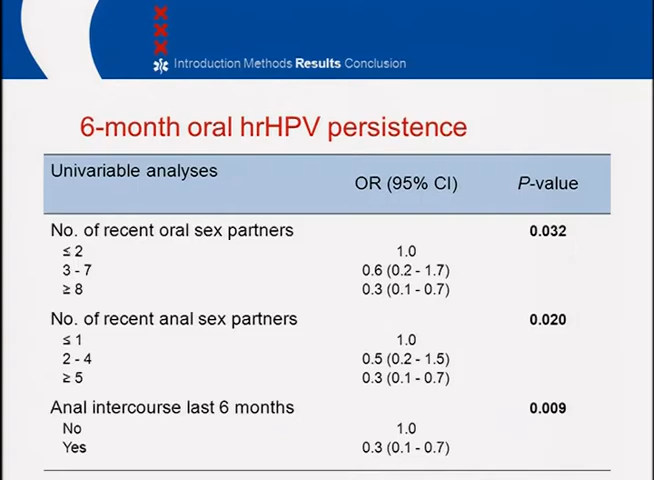 Introduction Methods Results Conclusion
6-month oral hrHPV persistence
Univariable analyses OR (95% CI) P-value
No. of recent oral sex partners 0.032
≤ 2 1.0
3 - 7 0.6 (0.2 - 1.7)
≥ 8 0.3 (0.1 - 0.7)
No. of recent anal sex partners 0.020
≤ 1 1.0
2 - 4 0.5 (0.2 - 1.5)
≥ 5 0.3 (0.1 - 0.7)
Anal intercourse last 6 months 0.009
No 1.0
Yes 0.3 (0.1 - 0.7)